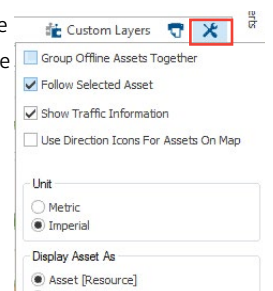 e
Custom Layers
rts
e
Group Offline Assets Together
Follow Selected Asset
Show Traffic Information
Use Direction Icons For Assets On Map
Unit
Metric
Imperial
Display Asset As
Asset [Resource]